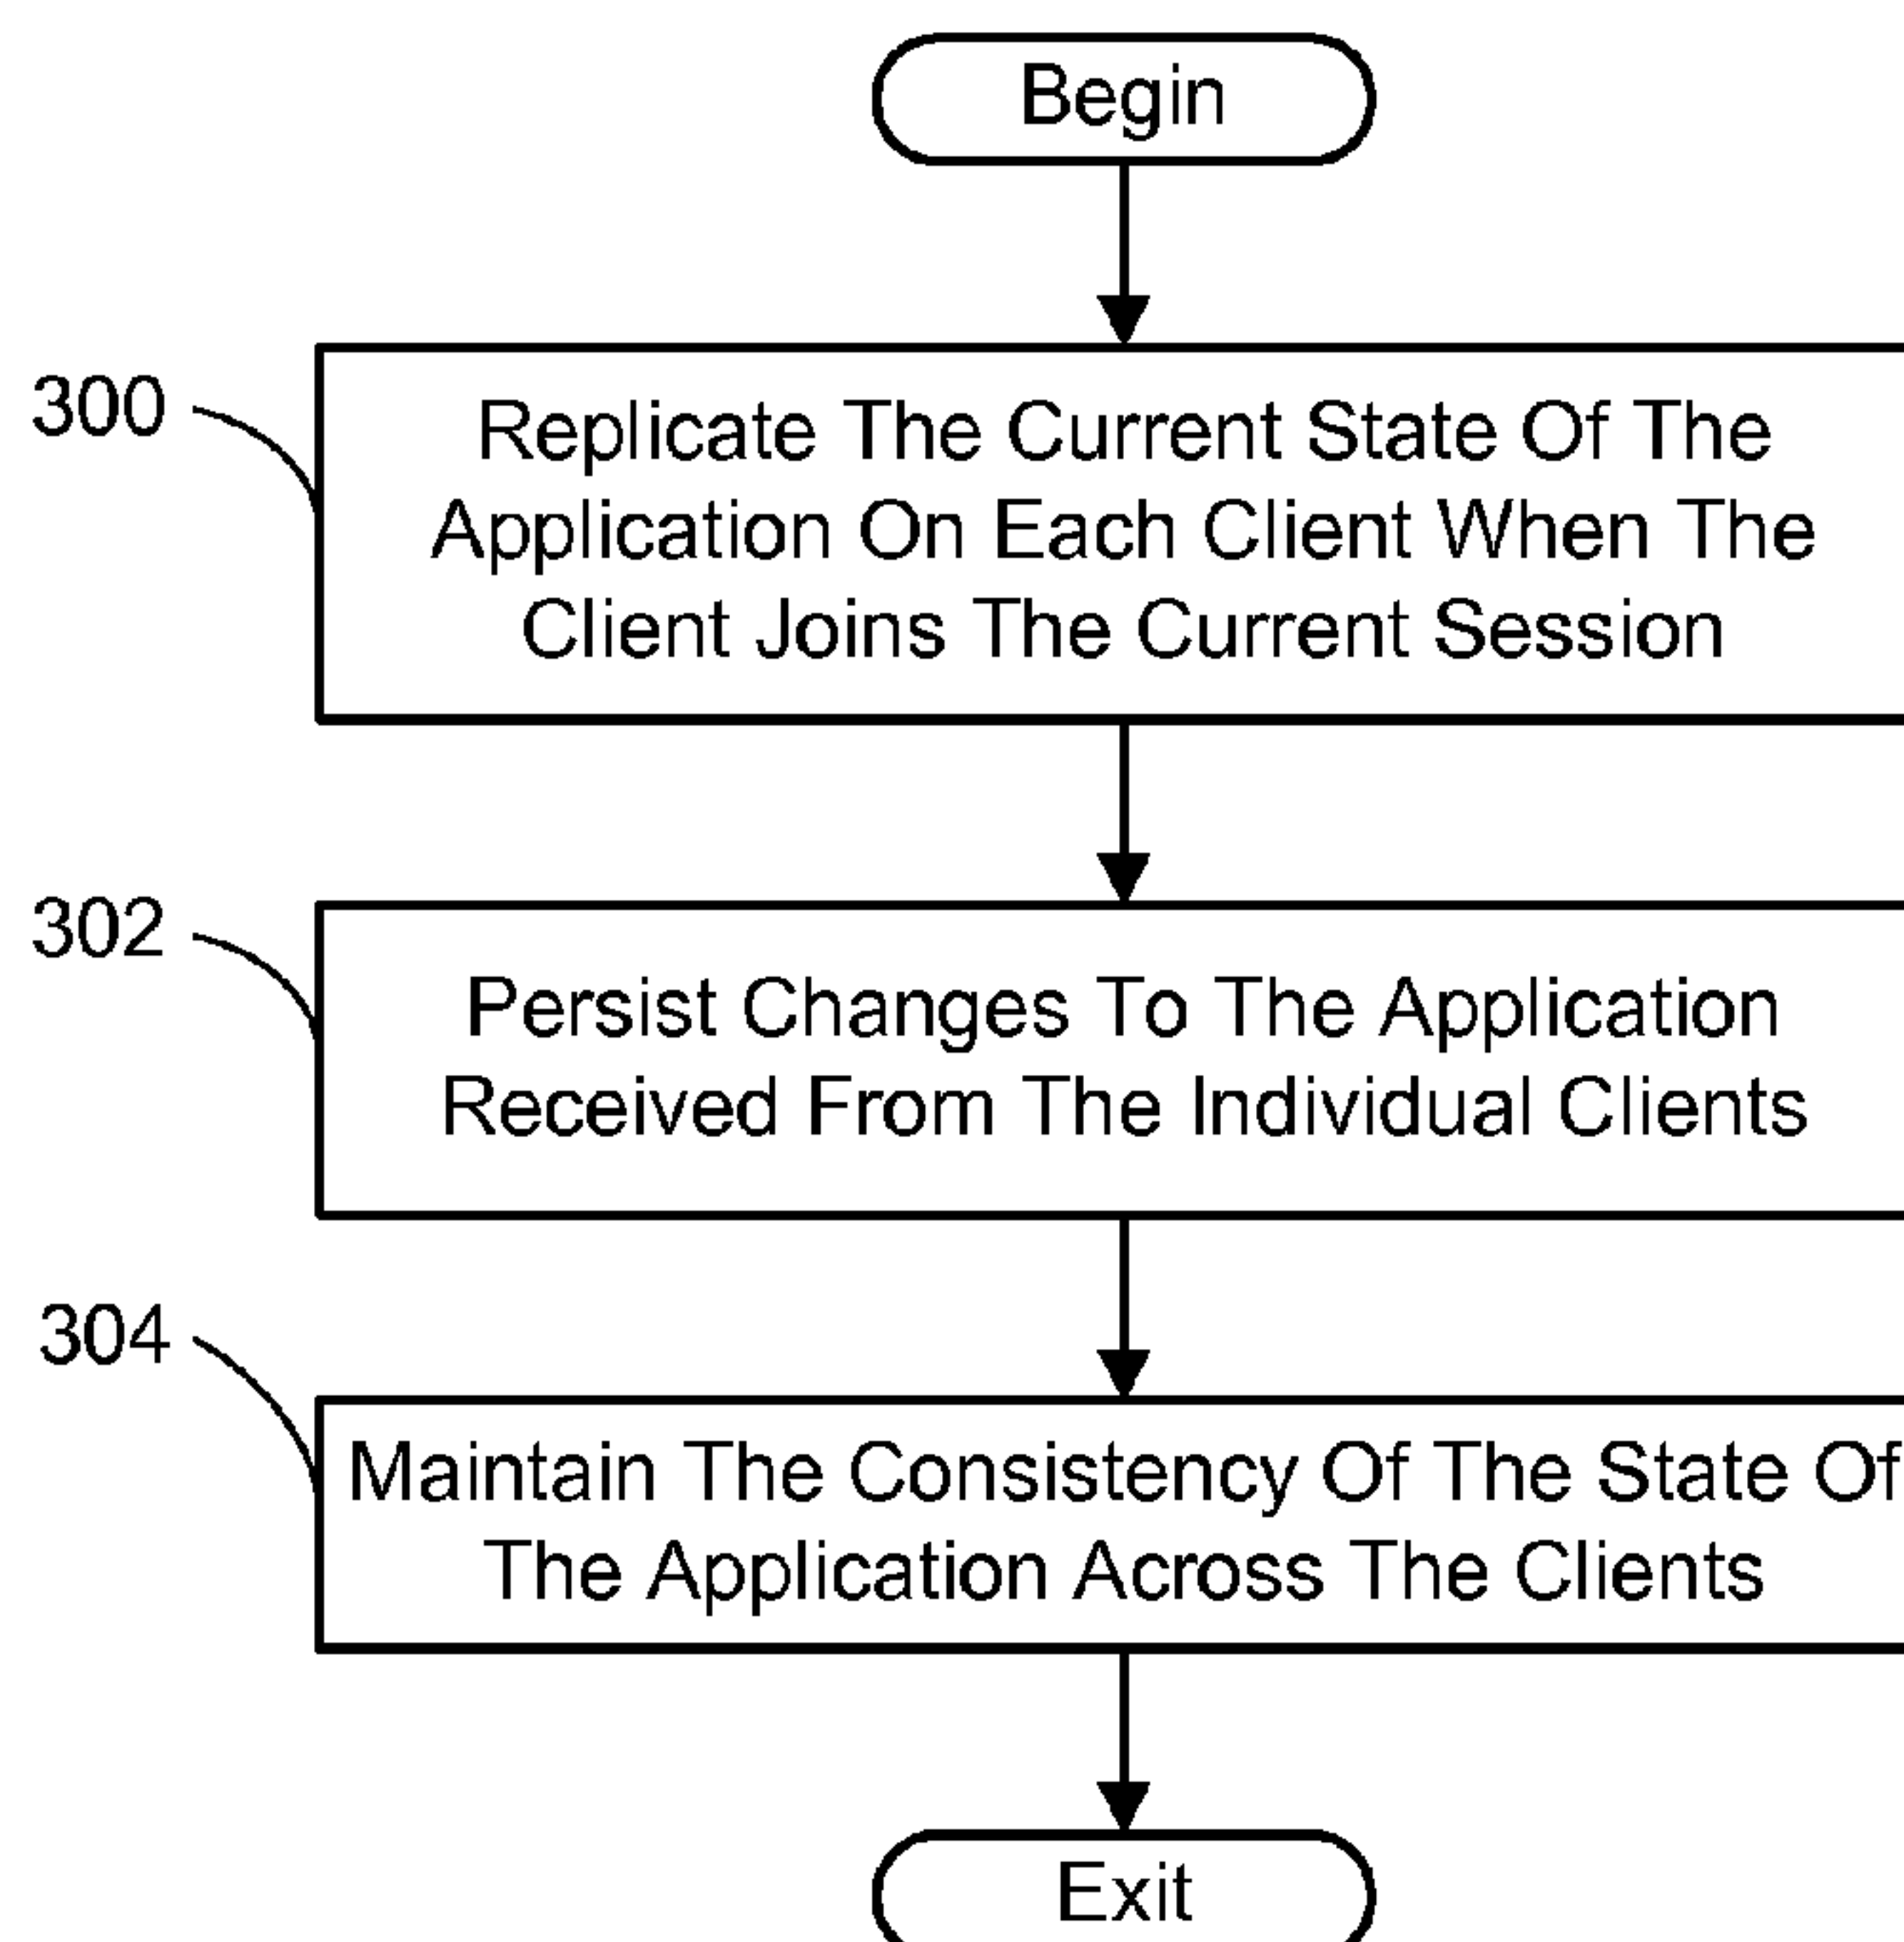 Begin
300
Replicate The Current State Of The
Application On Each Client When The
Client Joins The Current Session
302
Persist Changes To The Application
Received From The Individual Clients
304
Maintain The Consistency Of The State Of
The Application Across The Clients
Exit